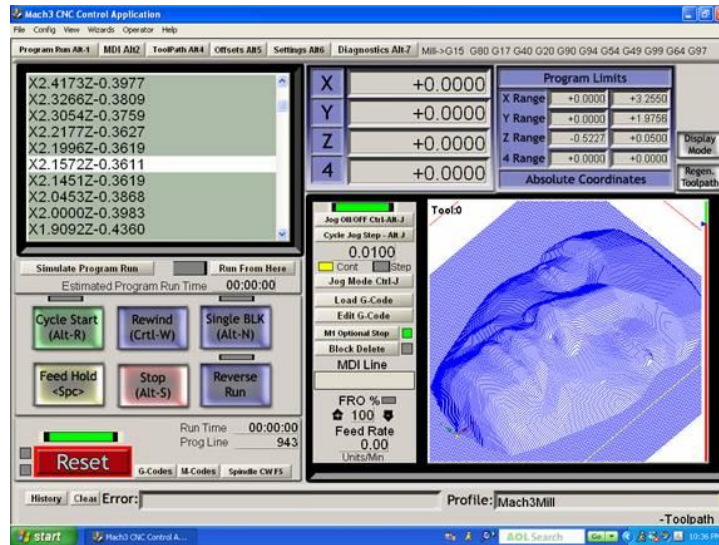 Mach3 CNC Control Application
File Config View Wizards Operator Help
Program Run Alt-1 MDI Alt2 ToolPath Alt4 Offsets Alt5 Settings Alt6 Diagnostics Alt-7 Mill->G15 G80 G17 G40 G20 G90 G94 G54 G49 G99 G64 G97
X2.4173Z-0.3977
X2.3266Z-0.3809
X2.3054Z-0.3759
X2.2177Z-0.3627
X2.1996Z-0.3619
X2.1572Z-0.3611
X2.1451Z-0.3619
X2.0453Z-0.3868
X2.0000Z-0.3983
X1.9092Z-0.4360
X +0.0000
Y +0.0000
Z +0.0000
4 +0.0000
Program Limits
X Range +0.0000 +3.2550
Y Range +0.0000 +1.9756
Z Range -0.5227 +0.0500
4 Range +0.0000 +0.0000
Absolute Coordinates
Display Mode
Regen. Toolpath
Simulate Program Run Run From Here
Estimated Program Run Time 00:00:00
Cycle Start (Alt-R)
Rewind (Crtl-W)
Single BLK (Alt-N)
Feed Hold <Spc>
Stop (Alt-S)
Reverse Run
Run Time 00:00:00
Prog Line 943
Reset
G-Codes M-Codes Spindle CW F5
Jog ON/OFF Ctrl-Alt-J
Cycle Jog Step - Alt J
0.0100
Cont Step
Jog Mode Ctrl-J
Load G-Code
Edit G-Code
M1 Optional Stop
Block Delete
MDI Line
FRO %
100
Feed Rate
0.00
Units/Min
Tool:0
History Clear Error:
Profile: Mach3Mill
-Toolpath
start Mach3 CNC Control A... AOL Search Go 10:36 PM